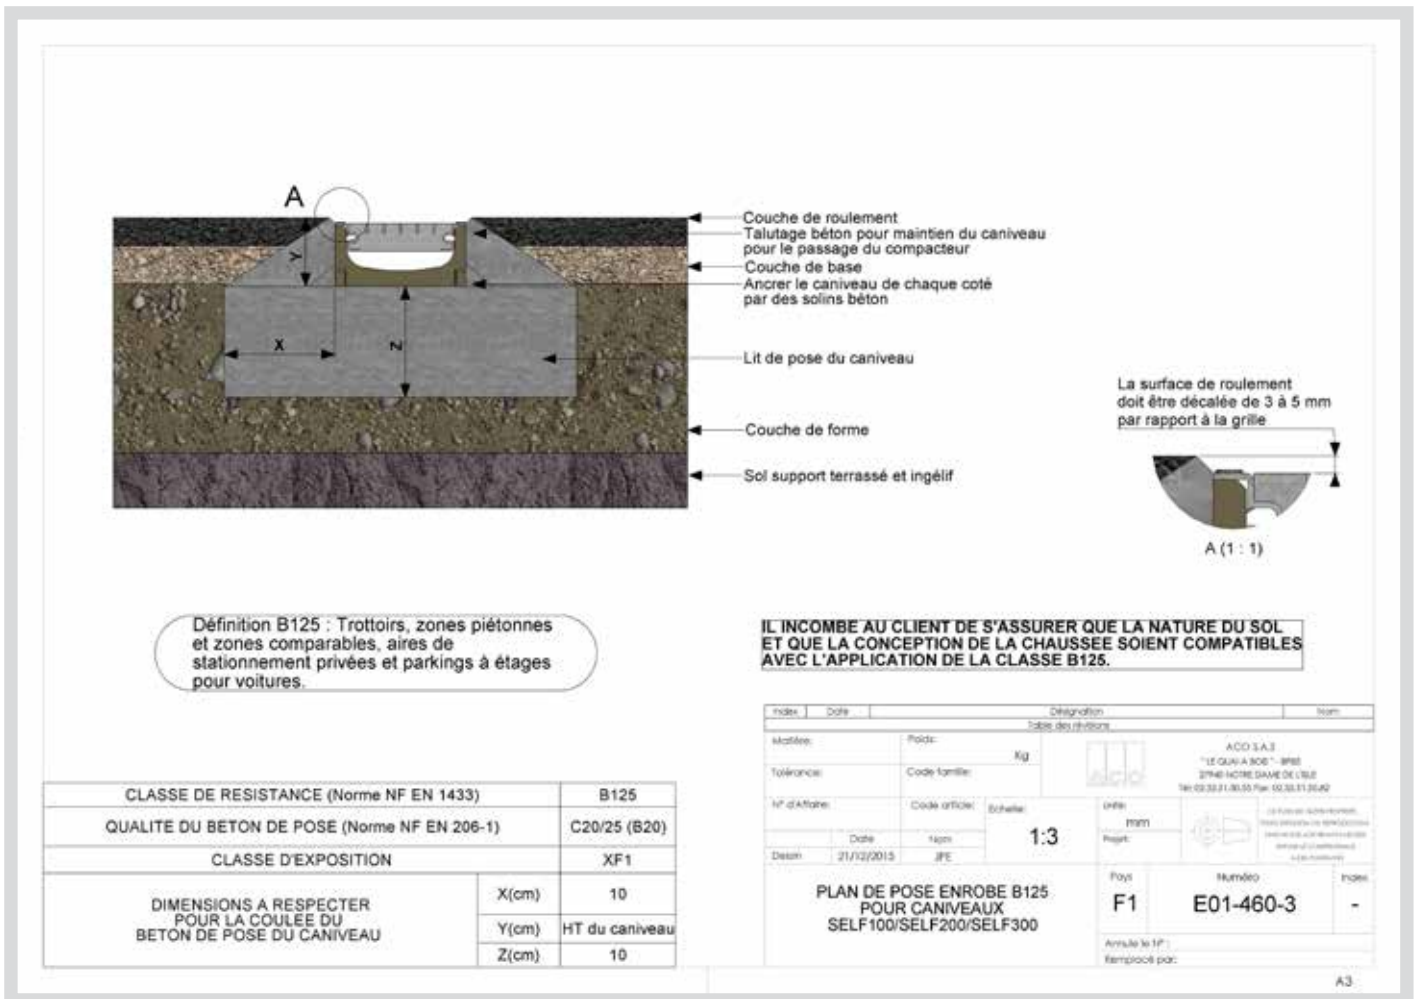 A
Couche de roulement
Talutage béton pour maintien du caniveau
pour le passage du compacteur
Couche de base
Ancrer le caniveau de chaque coté
par des solins béton
Y
X
Z
Lit de pose du caniveau
Couche de forme
Sol support terrassé et ingélif
La surface de roulement
doit être décalée de 3 à 5 mm
par rapport à la grille
A (1 : 1)
Définition B125 : Trottoirs, zones piétonnes
et zones comparables, aires de
stationnement privées et parkings à étages
pour voitures.
IL INCOMBE AU CLIENT DE S'ASSURER QUE LA NATURE DU SOL
ET QUE LA CONCEPTION DE LA CHAUSSEE SOIENT COMPATIBLES
AVEC L'APPLICATION DE LA CLASSE B125.
CLASSE DE RESISTANCE (Norme NF EN 1433) B125
QUALITE DU BETON DE POSE (Norme NF EN 206-1) C20/25 (B20)
CLASSE D'EXPOSITION XF1
DIMENSIONS A RESPECTER
POUR LA COULEE DU
BETON DE POSE DU CANIVEAU
X(cm) 10
Y(cm) HT du caniveau
Z(cm) 10
Index Date Désignation Nom
Table des révisions
Matière: Poids: Kg
Tolérance: Code famille:
N° d'Affaire: Code article: Echelle: 1:3
Date Nom
Dessin 21/12/2015 JPE
ACO
ACO S.A.S
"LE QUAI A BOIS" - BP85
27940 NOTRE DAME DE L'ISLE
Unité: mm
Projet:
PLAN DE POSE ENROBE B125
POUR CANIVEAUX
SELF100/SELF200/SELF300
Pays Numéro Index
F1 E01-460-3 -
Annule le N° :
Remplacé par:
A3